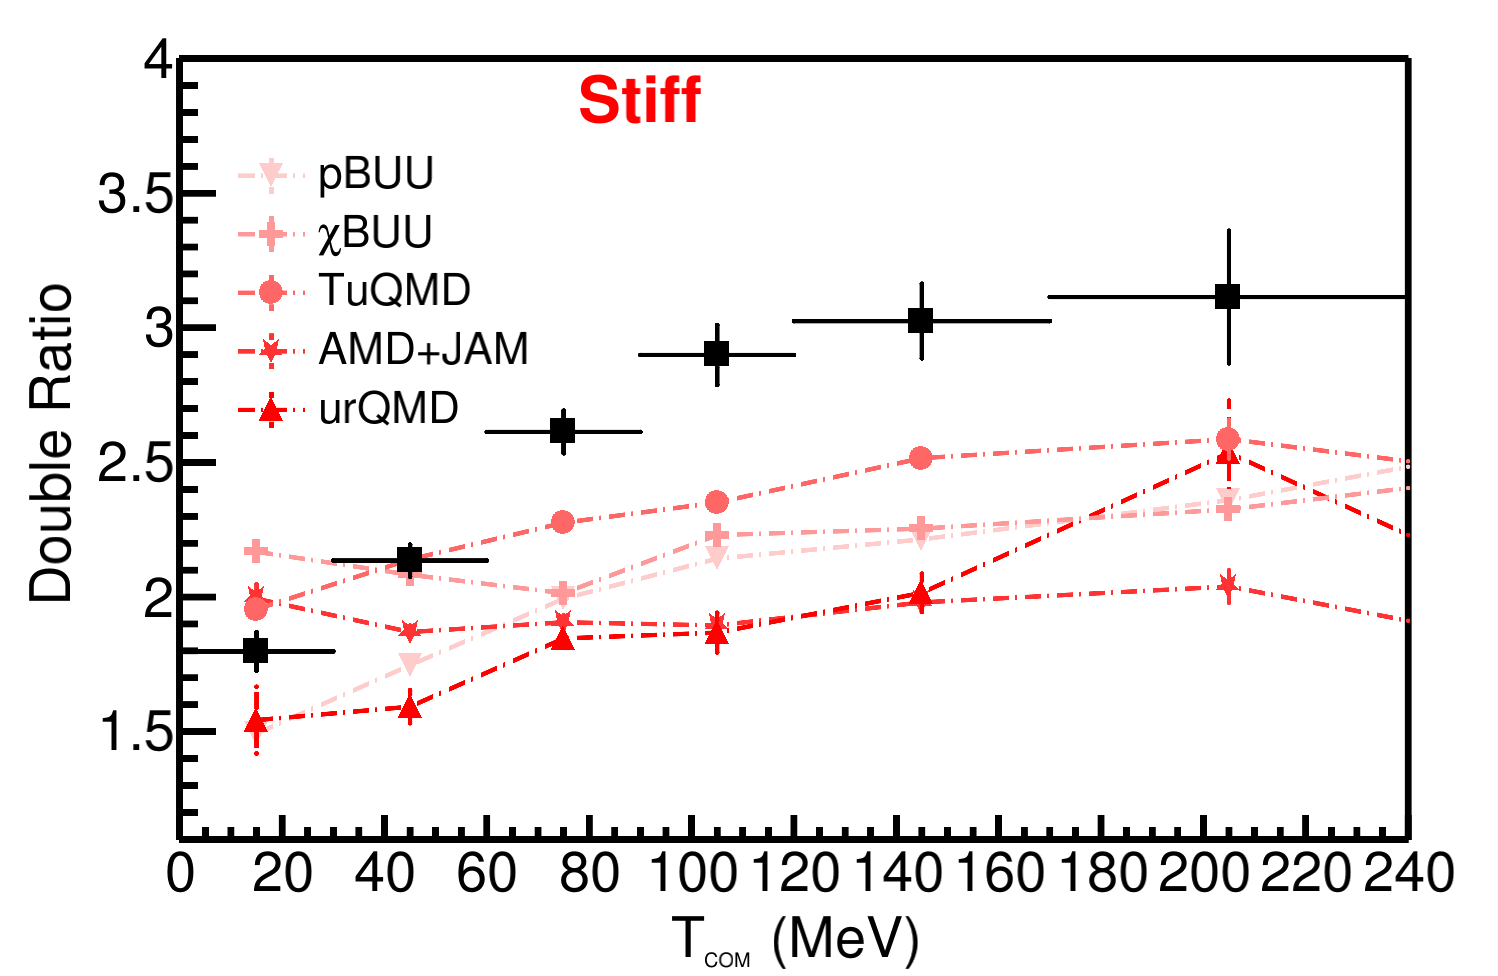 Stiff
pBUU
χBUU
TuQMD
AMD+JAM
urQMD
Double Ratio
4
3.5
3
2.5
2
1.5
0 20 40 60 80 100 120 140 160 180 200 220 240
T_COM (MeV)